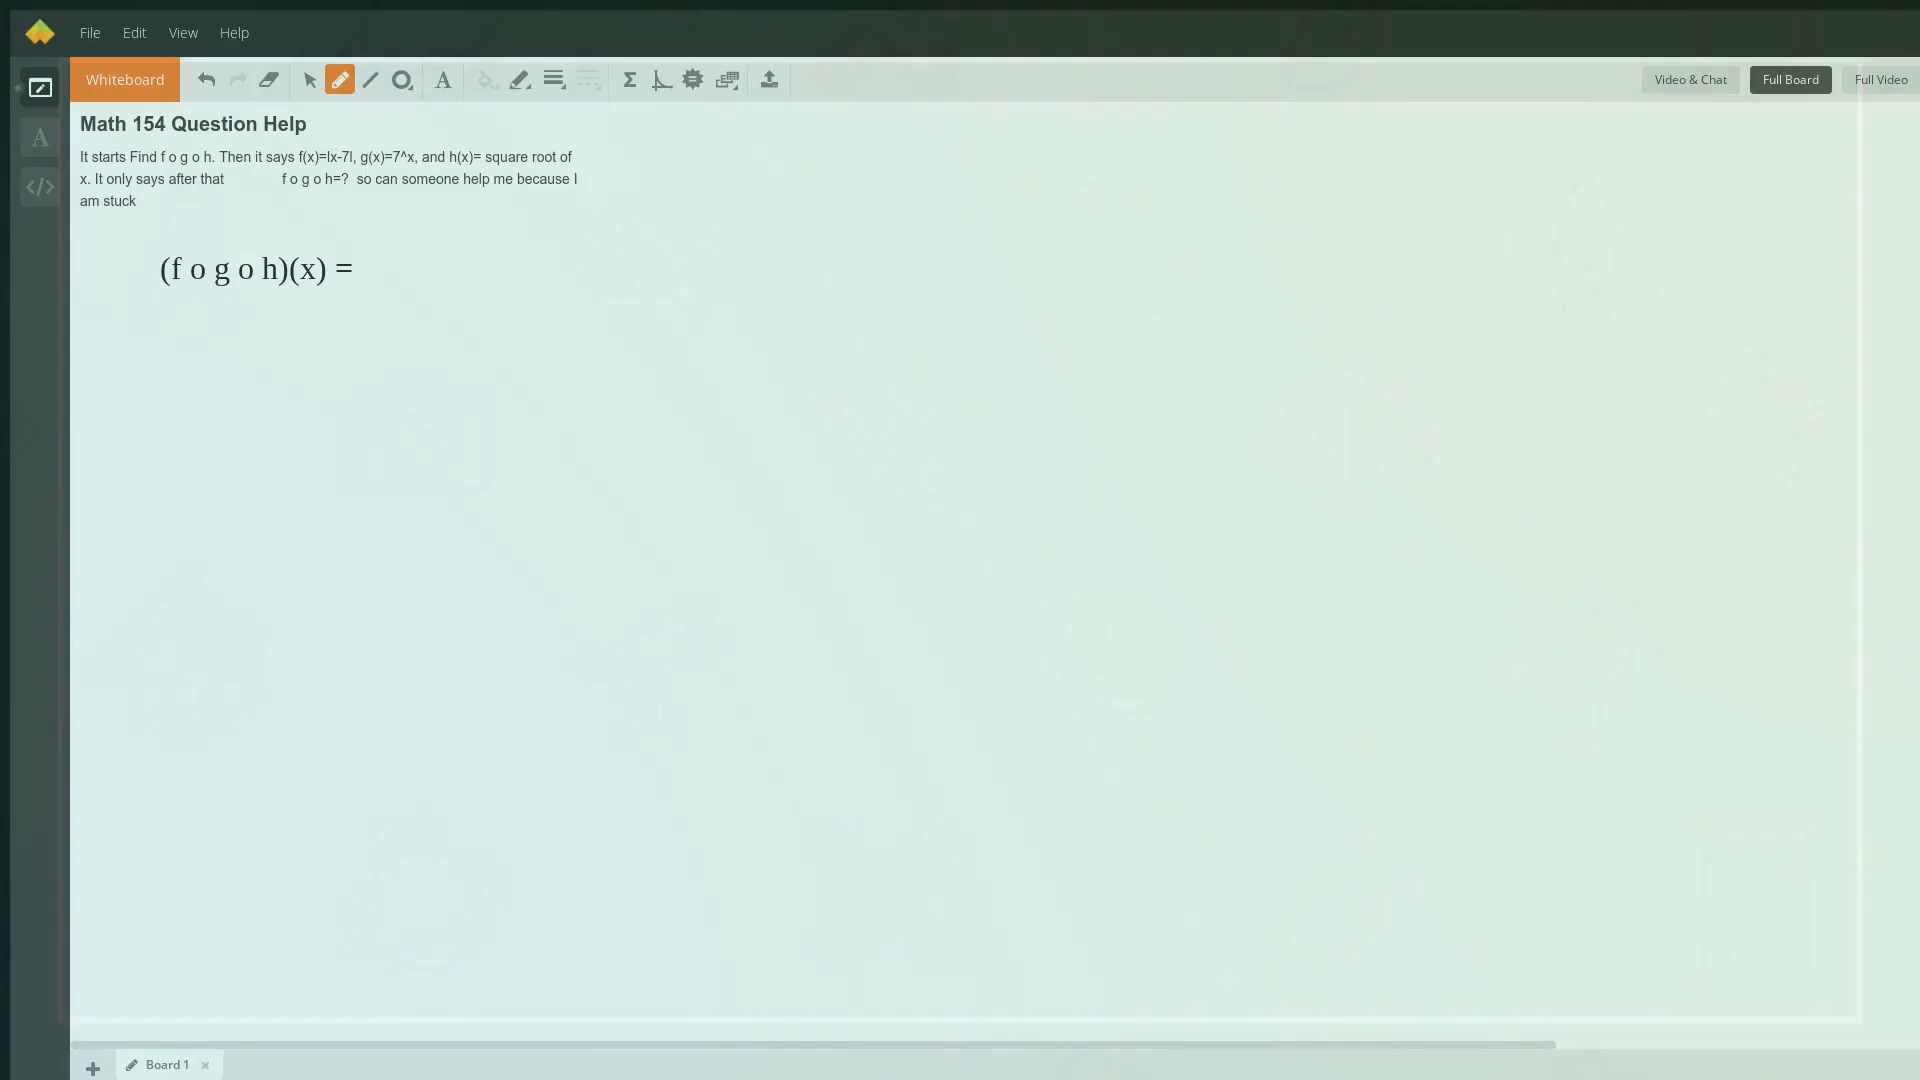 File Edit View Help
Whiteboard A Σ Video & Chat Full Board Full Video
A
</>
Math 154 Question Help
It starts Find f o g o h. Then it says f(x)=lx-7l, g(x)=7^x, and h(x)= square root of
x. It only says after that f o g o h=? so can someone help me because I
am stuck
(f o g o h)(x) =
Board 1